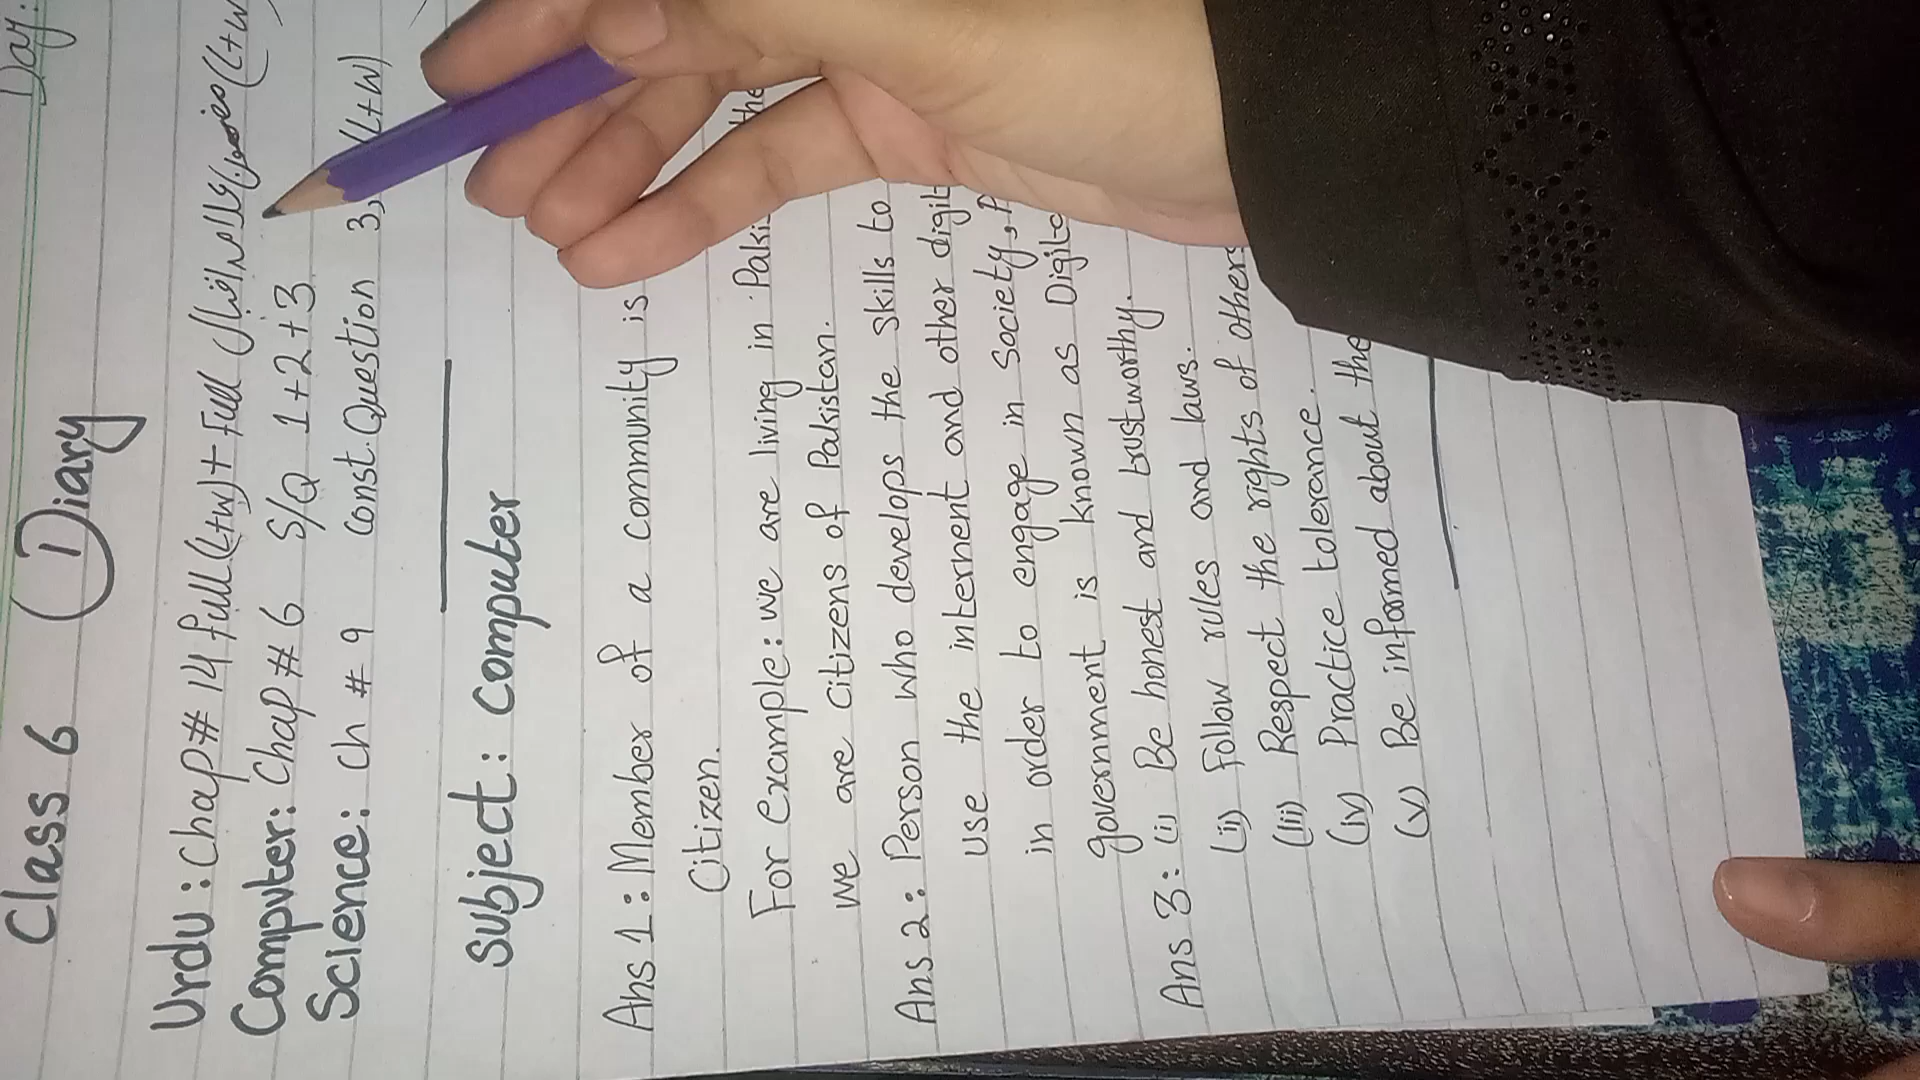 Day:
Class 6 Diary
Urdu: Chap# 14 full (L+W) + Full (L+W
Computer: Chap # 6 S/Q 1+2+3
Science: Ch # 9 Const. Question 3, (L+W)
Subject: Computer
Ans 1: Member of a community is
Citizen.
For example: we are living in Paki the
we are Citizens of Pakistan.
Ans 2: Person who develops the skills to
use the internent and other digit
in order to engage in Society, P
government is known as Digita
Ans 3: (i) Be honest and trustworthy.
(ii) Follow rules and laws.
(iii) Respect the rights of others
(iv) Practice tolerance.
(v) Be informed about the